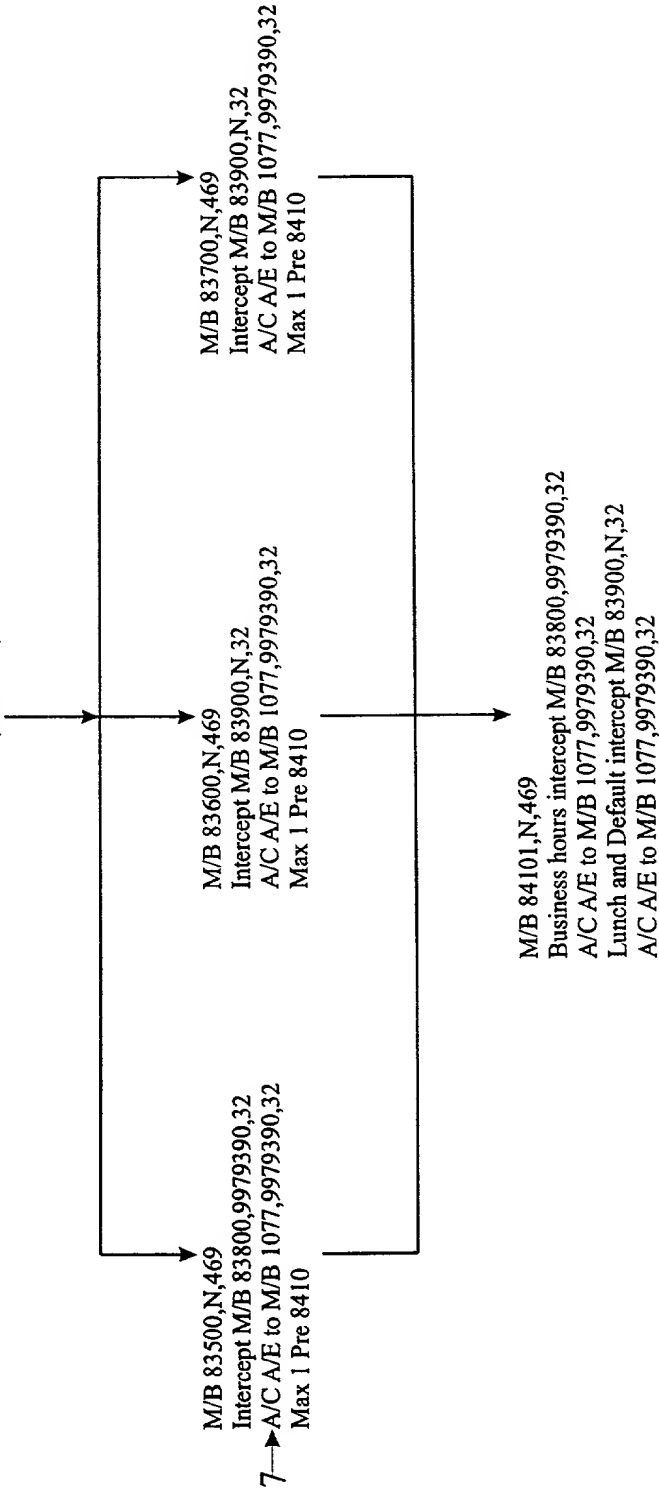 M/B 83500,N,469
Intercept M/B 83800,9979390,32
7 A/C A/E to M/B 1077,9979390,32
Max 1 Pre 8410
M/B 83600,N,469
Intercept M/B 83900,N,32
A/C A/E to M/B 1077,9979390,32
Max 1 Pre 8410
M/B 83700,N,469
Intercept M/B 83900,N,32
A/C A/E to M/B 1077,9979390,32
Max 1 Pre 8410
M/B 84101,N,469
Business hours intercept M/B 83800,9979390,32
A/C A/E to M/B 1077,9979390,32
Lunch and Default intercept M/B 83900,N,32
A/C A/E to M/B 1077,9979390,32